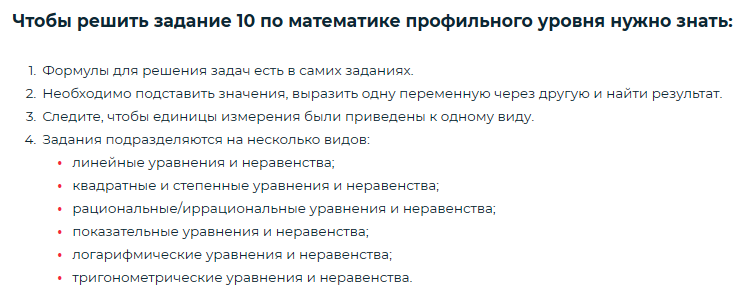 Чтобы решить задание 10 по математике профильного уровня нужно знать:
1. Формулы для решения задач есть в самих заданиях.
2. Необходимо подставить значения, выразить одну переменную через другую и найти результат.
3. Следите, чтобы единицы измерения были приведены к одному виду.
4. Задания подразделяются на несколько видов:
• линейные уравнения и неравенства;
• квадратные и степенные уравнения и неравенства;
• рациональные/иррациональные уравнения и неравенства;
• показательные уравнения и неравенства;
• логарифмические уравнения и неравенства;
• тригонометрические уравнения и неравенства.